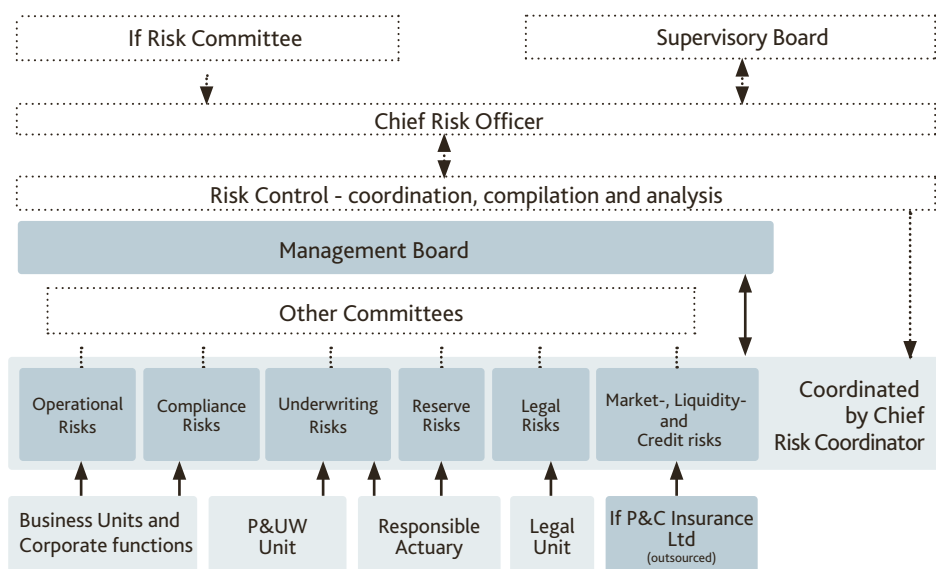 If Risk Committee
Supervisory Board
Chief Risk Officer
Risk Control - coordination, compilation and analysis
Management Board
Other Committees
Operational
Risks
Compliance
Risks
Underwriting
Risks
Reserve
Risks
Legal
Risks
Market-, Liquidity-
and
Credit risks
Coordinated
by Chief
Risk Coordinator
Business Units and
Corporate functions
P&UW
Unit
Responsible
Actuary
Legal
Unit
If P&C Insurance
Ltd
(outsourced)